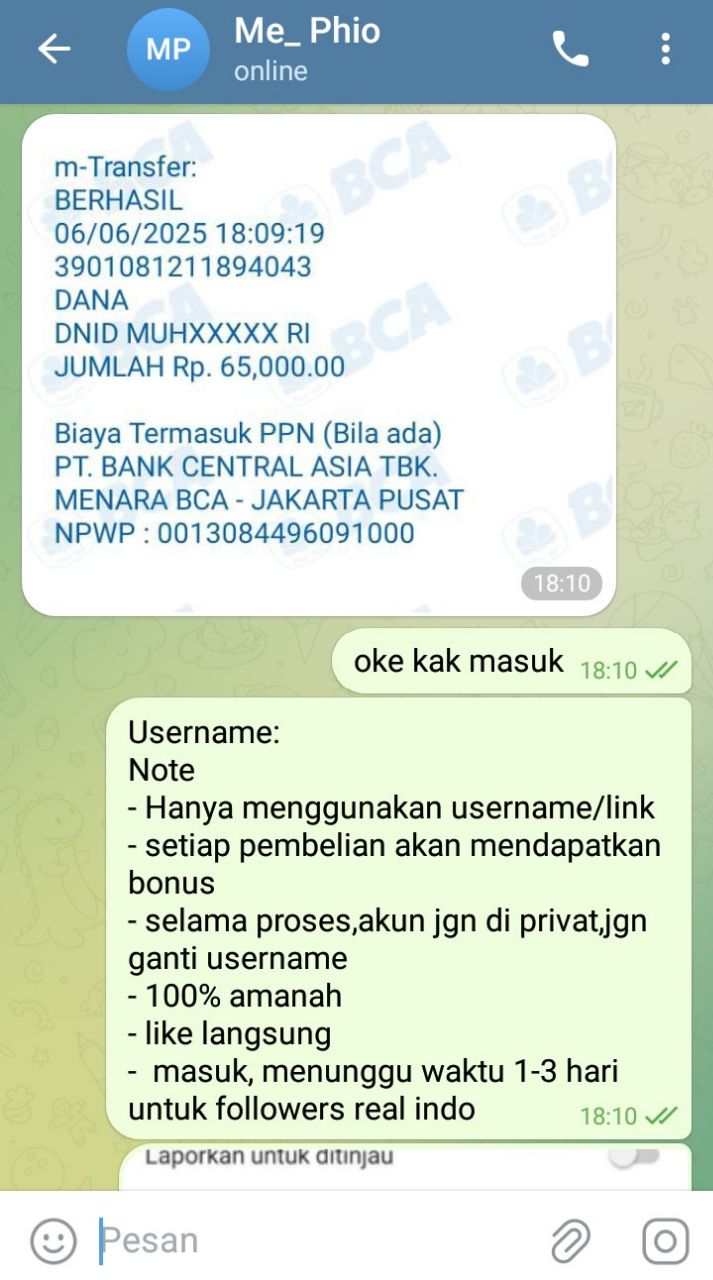 MP
Me_ Phio
online
m-Transfer:
BERHASIL
06/06/2025 18:09:19
3901081211894043
DANA
DNID MUHXXXXX RI
JUMLAH Rp. 65,000.00
Biaya Termasuk PPN (Bila ada)
PT. BANK CENTRAL ASIA TBK.
MENARA BCA - JAKARTA PUSAT
NPWP : 0013084496091000
BCA
BCA
18:10
oke kak masuk 18:10
Username:
Note
- Hanya menggunakan username/link
- setiap pembelian akan mendapatkan
bonus
- selama proses,akun jgn di privat,jgn
ganti username
- 100% amanah
- like langsung
-  masuk, menunggu waktu 1-3 hari
untuk followers real indo 18:10
Laporkan untuk ditinjau
Pesan